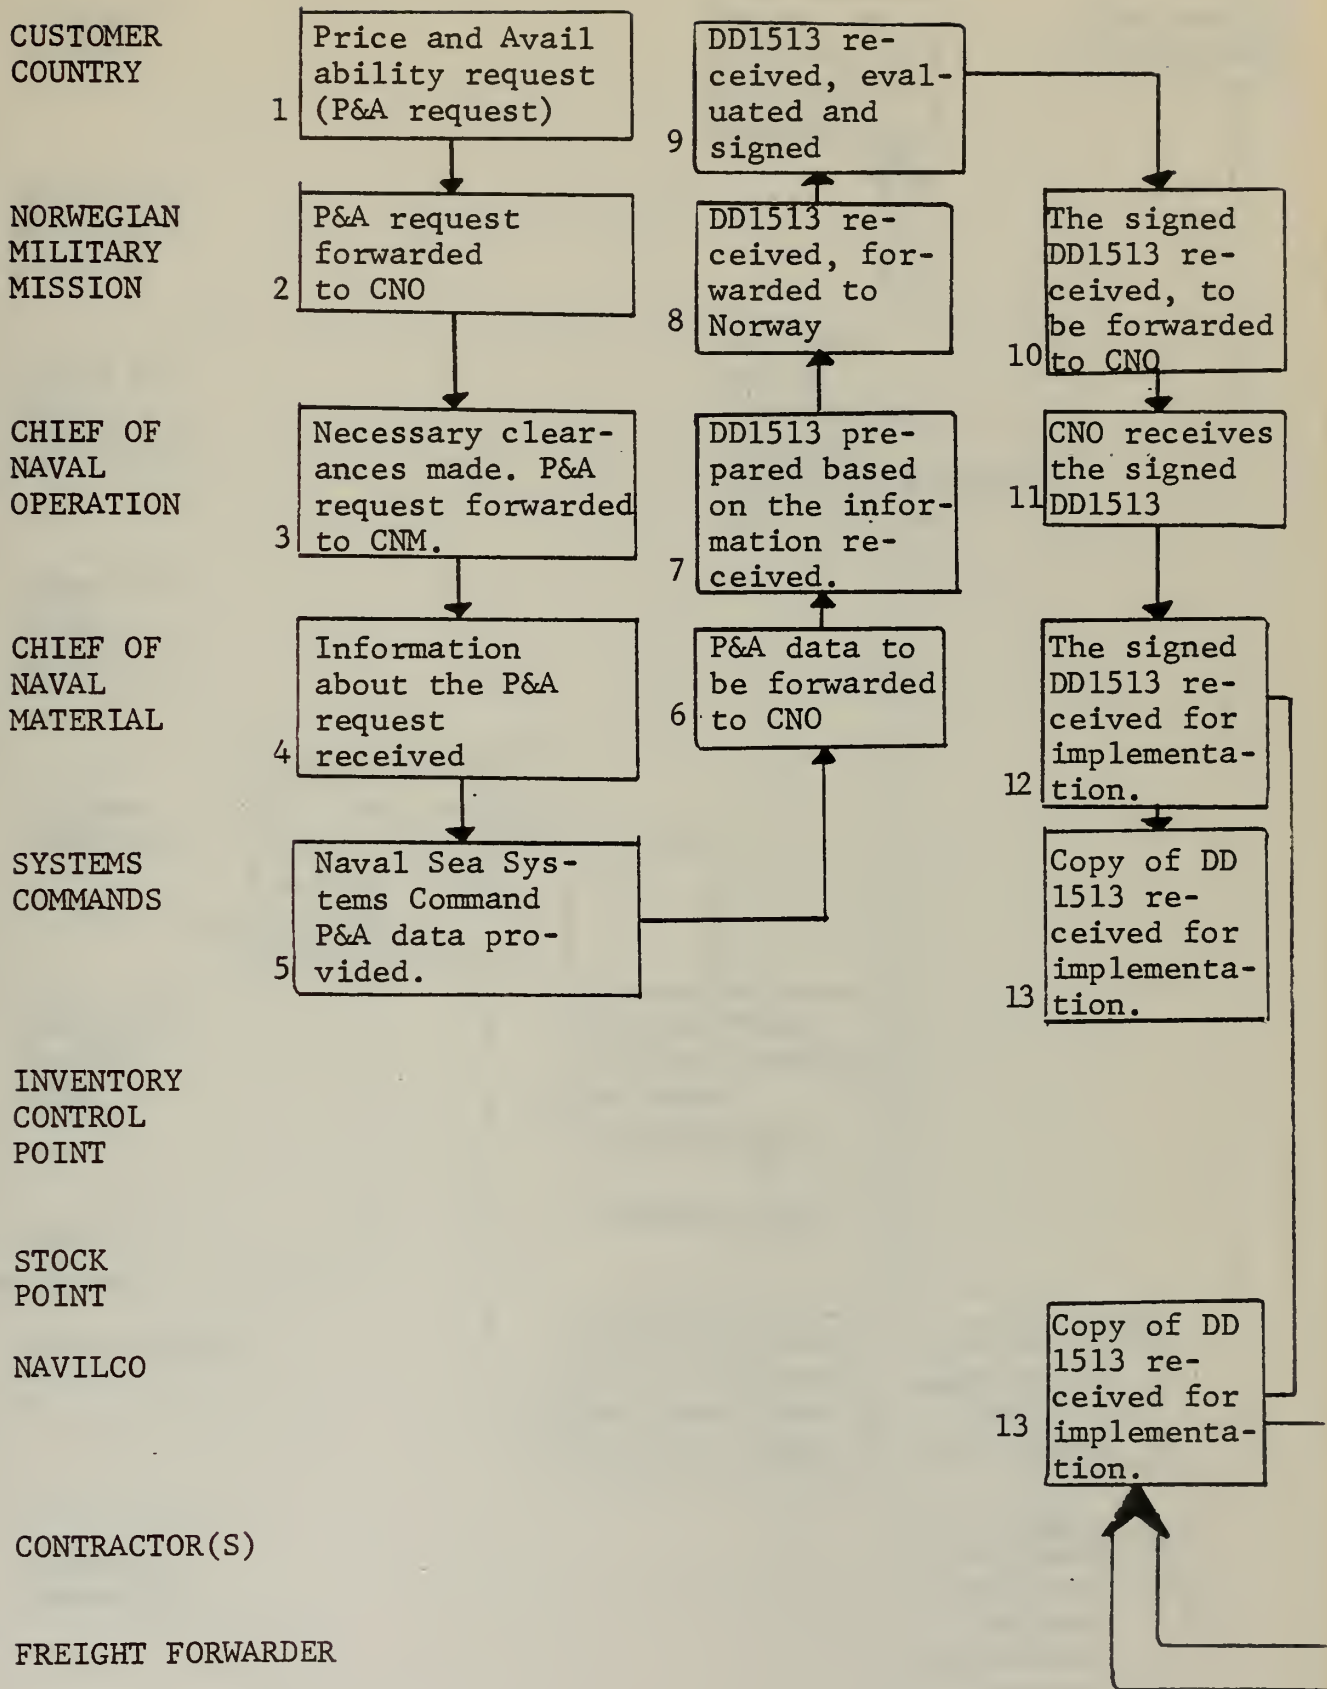 CUSTOMER
COUNTRY
1
Price and Avail
ability request
(P&A request)
9
DD1513 re-
ceived, eval-
uated and
signed
NORWEGIAN
MILITARY
MISSION
2
P&A request
forwarded
to CNO
8
DD1513 re-
ceived, for-
warded to
Norway
10
The signed
DD1513 re-
ceived, to
be forwarded
to CNO
CHIEF OF
NAVAL
OPERATION
3
Necessary clear-
ances made. P&A
request forwarded
to CNM.
7
DD1513 pre-
pared based
on the infor-
mation re-
ceived.
11
CNO receives
the signed
DD1513
CHIEF OF
NAVAL
MATERIAL
4
Information
about the P&A
request
received
6
P&A data to
be forwarded
to CNO
12
The signed
DD1513 re-
ceived for
implementa-
tion.
SYSTEMS
COMMANDS
5
Naval Sea Sys-
tems Command
P&A data pro-
vided.
13
Copy of DD
1513 re-
ceived for
implementa-
tion.
INVENTORY
CONTROL
POINT
STOCK
POINT
NAVILCO
13
Copy of DD
1513 re-
ceived for
implementa-
tion.
CONTRACTOR(S)
FREIGHT FORWARDER